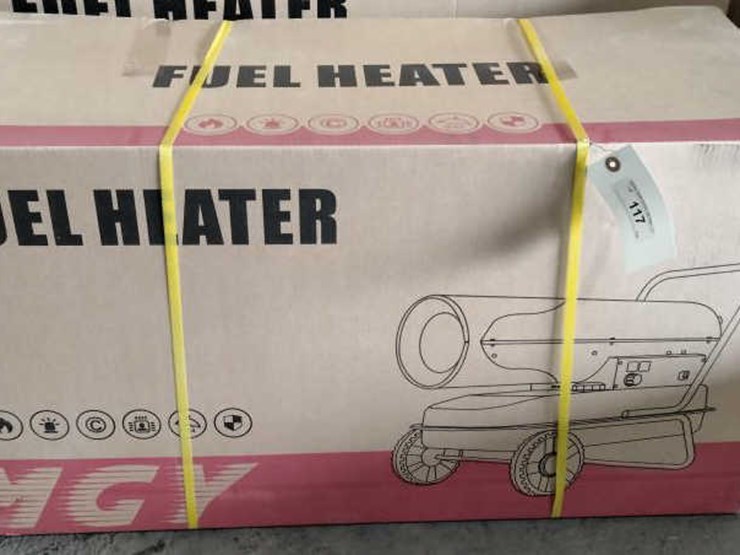 FUEL HEATER
FUEL HEATER
117
UEL HEATER
C
MGY